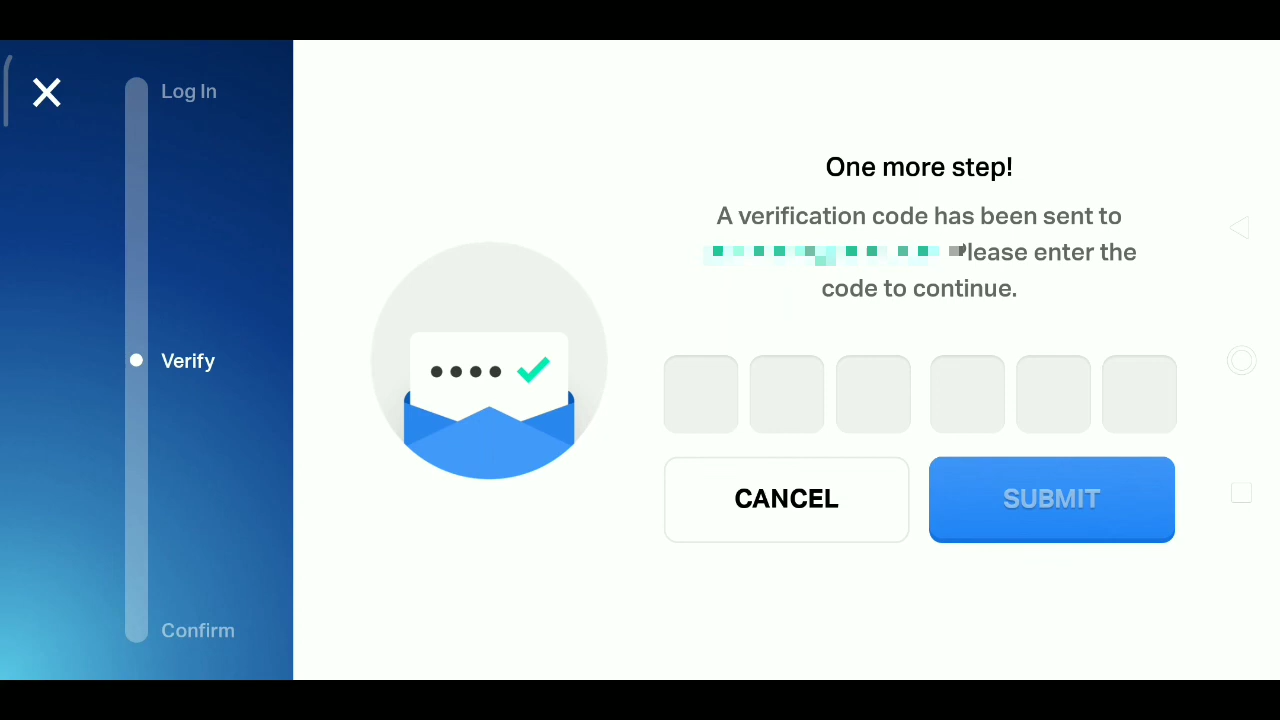 Log In
Verify
Confirm
One more step!
A verification code has been sent to
Please enter the
code to continue.
CANCEL
SUBMIT